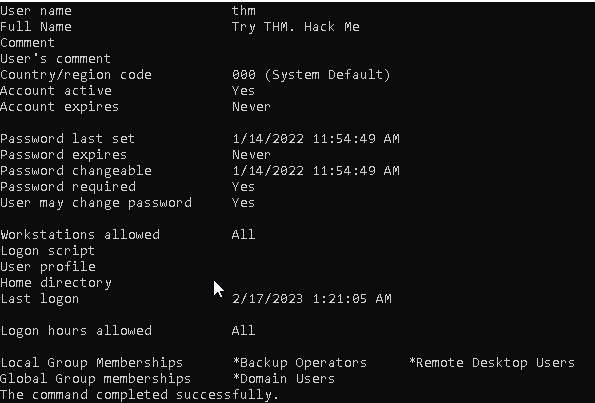 User name                    thm
Full Name                    Try THM. Hack Me
Comment
User's comment
Country/region code          000 (System Default)
Account active               Yes
Account expires              Never

Password last set            1/14/2022 11:54:49 AM
Password expires             Never
Password changeable          1/14/2022 11:54:49 AM
Password required            Yes
User may change password     Yes

Workstations allowed         All
Logon script
User profile
Home directory
Last logon                   2/17/2023 1:21:05 AM

Logon hours allowed          All

Local Group Memberships      *Backup Operators     *Remote Desktop Users
Global Group memberships     *Domain Users
The command completed successfully.